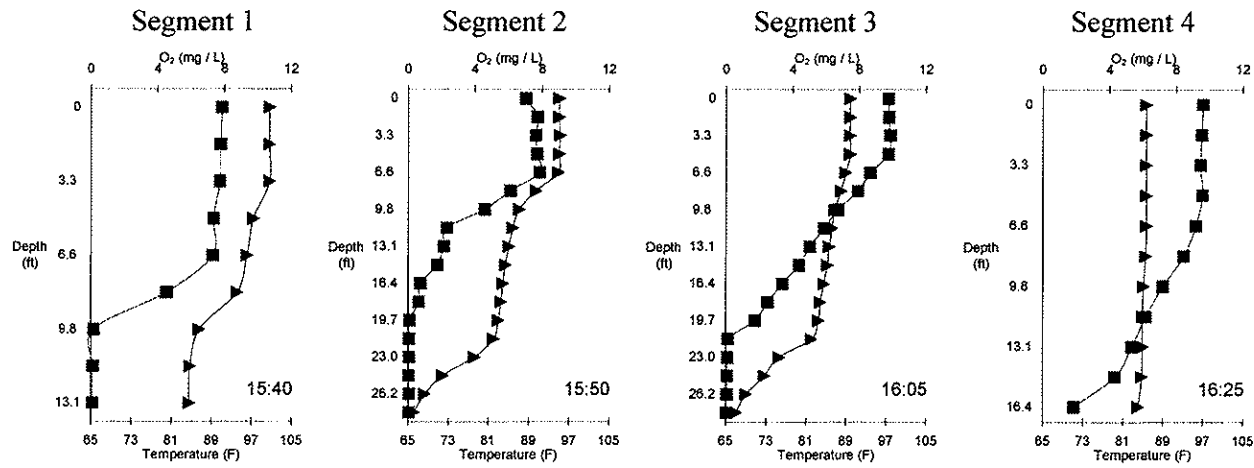 Segment 1
O₂ (mg / L)
0 4 8 12
0
3.3
Depth
(ft)
6.6
9.8
13.1
15:40
65 73 81 89 97 105
Temperature (F)
Segment 2
O₂ (mg / L)
0 4 8 12
0
3.3
6.6
9.8
Depth
(ft)
13.1
16.4
19.7
23.0
26.2
15:50
65 73 81 89 97 105
Temperature (F)
Segment 3
O₂ (mg / L)
0 4 8 12
0
3.3
6.6
9.8
Depth
(ft)
13.1
16.4
19.7
23.0
26.2
16:05
65 73 81 89 97 105
Temperature (F)
Segment 4
O₂ (mg / L)
0 4 8 12
0
3.3
6.6
Depth
(ft)
9.8
13.1
16.4
16:25
65 73 81 89 97 105
Temperature (F)